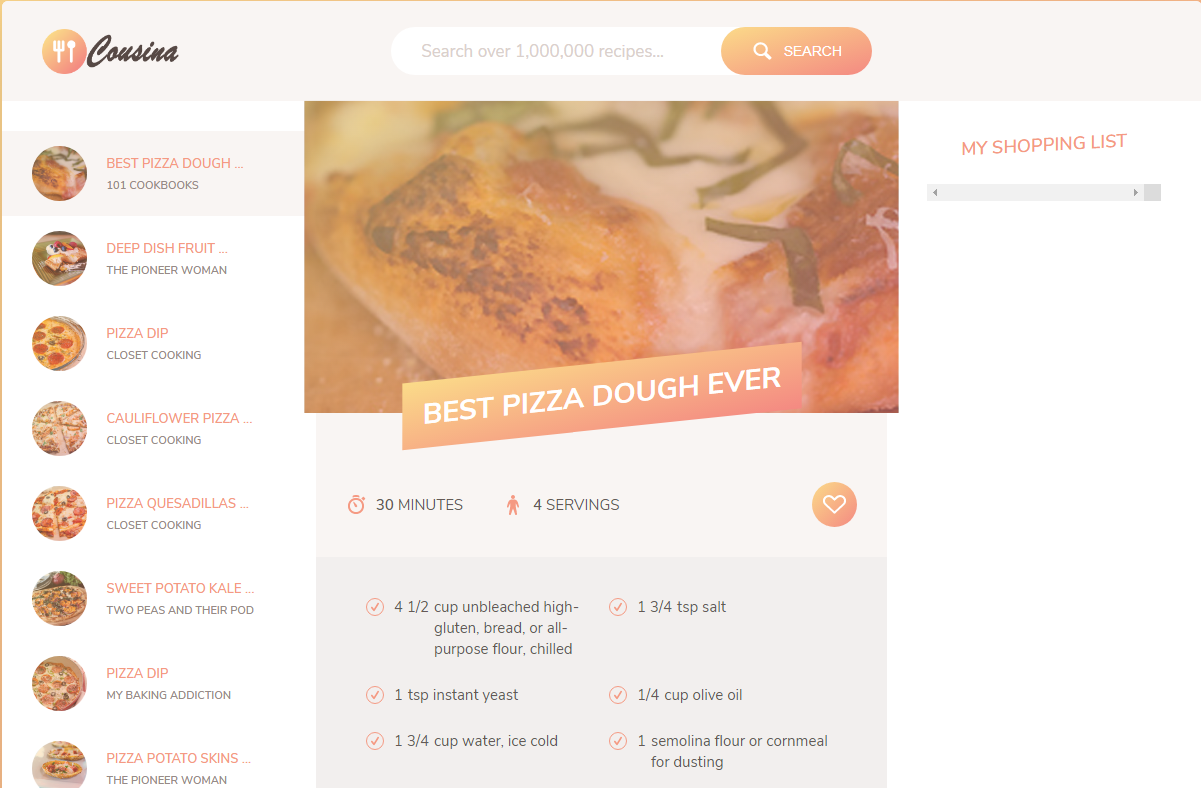 Cousina
Search over 1,000,000 recipes...
SEARCH
BEST PIZZA DOUGH ...
101 COOKBOOKS
DEEP DISH FRUIT ...
THE PIONEER WOMAN
PIZZA DIP
CLOSET COOKING
CAULIFLOWER PIZZA ...
CLOSET COOKING
PIZZA QUESADILLAS ...
CLOSET COOKING
SWEET POTATO KALE ...
TWO PEAS AND THEIR POD
PIZZA DIP
MY BAKING ADDICTION
PIZZA POTATO SKINS ...
THE PIONEER WOMAN
BEST PIZZA DOUGH EVER
30 MINUTES
4 SERVINGS
4 1/2 cup unbleached high-
gluten, bread, or all-
purpose flour, chilled
1 3/4 tsp salt
1 tsp instant yeast
1/4 cup olive oil
1 3/4 cup water, ice cold
1 semolina flour or cornmeal
for dusting
MY SHOPPING LIST